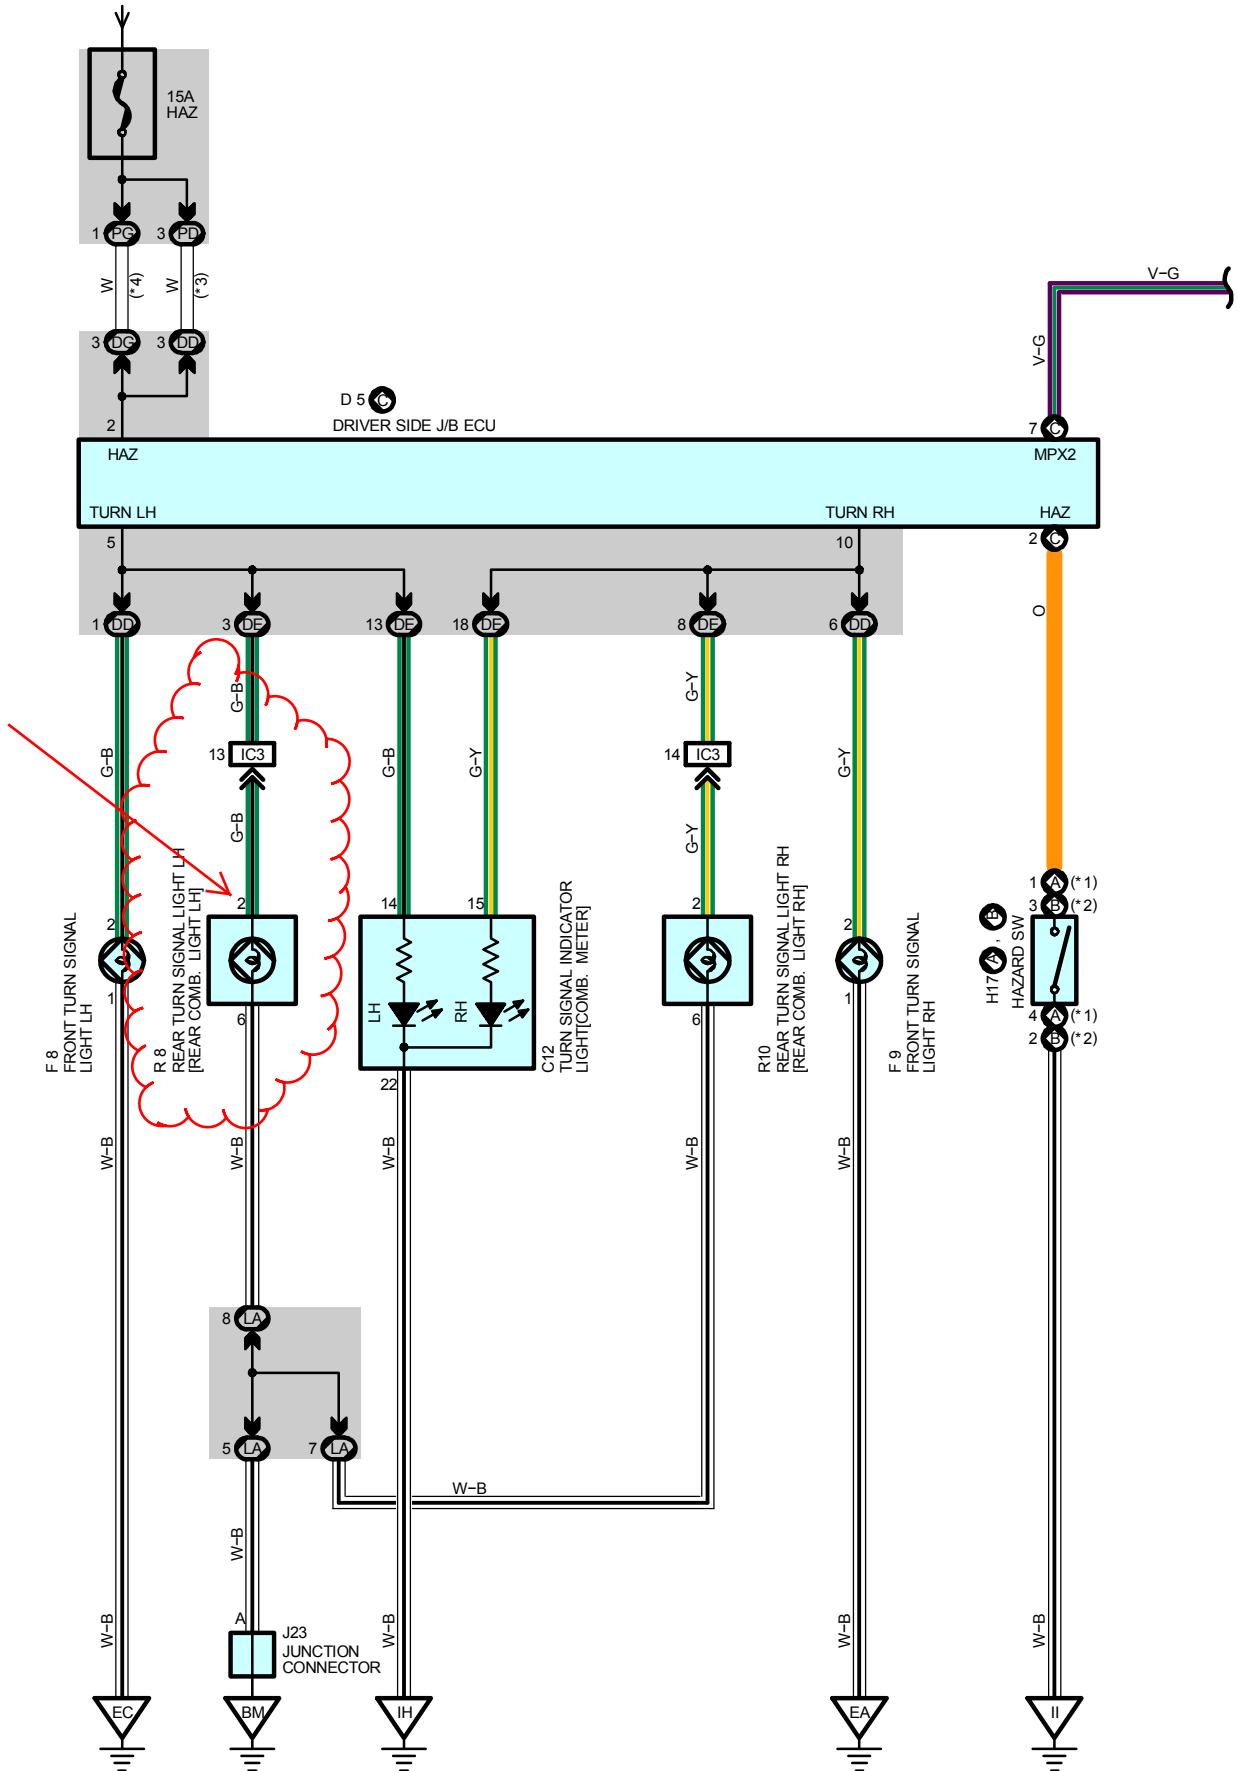 15A
HAZ
1 PG 3 PD
W (*4) W (*3)
3 DG 3 DD
V-G
V-G
D 5 C
DRIVER SIDE J/B ECU
2
7 C
HAZ
MPX2
TURN LH
TURN RH
HAZ
5
10
2 C
1 DD 3 DE 13 DE 18 DE 8 DE 6 DD
O
G-B
G-Y
13 IC3
14 IC3
G-B
G-B
G-Y
G-Y
G-B
G-Y
1 A (*1)
3 B (*2)
2
2
14
15
2
2
F 8
FRONT TURN SIGNAL
LIGHT LH
R 8
REAR TURN SIGNAL LIGHT LH
[REAR COMB. LIGHT LH]
LH
RH
C12
TURN SIGNAL INDICATOR
LIGHT[COMB. METER]
R10
REAR TURN SIGNAL LIGHT RH
[REAR COMB. LIGHT RH]
F 9
FRONT TURN SIGNAL
LIGHT RH
H17 A , B
HAZARD SW
1
6
6
1
4 A (*1)
2 B (*2)
22
W-B
W-B
W-B
W-B
8 LA
5 LA 7 LA
W-B
W-B
A
J23
JUNCTION
CONNECTOR
W-B
W-B
W-B
W-B
EC
BM
IH
EA
II